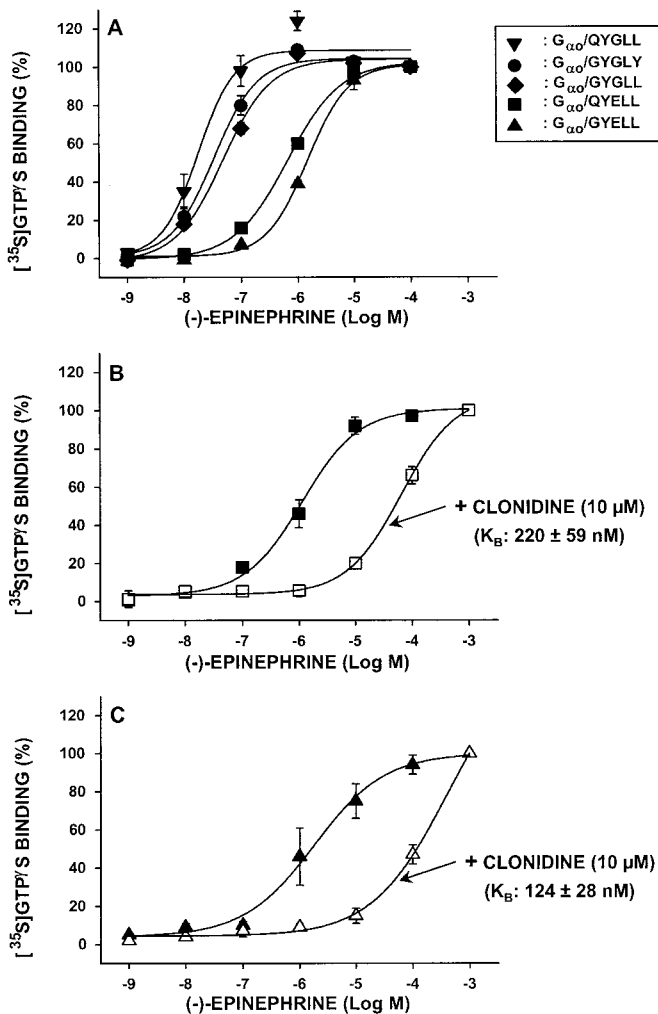 A
[35S]GTPγS BINDING (%)
120
100
80
60
40
20
0
-9 -8 -7 -6 -5 -4 -3
(-)-EPINEPHRINE (Log M)
: Gαo/QYGLL
: Gαo/GYGLY
: Gαo/GYGLL
: Gαo/QYELL
: Gαo/GYELL
B
[35S]GTPγS BINDING (%)
120
100
80
60
40
20
0
-9 -8 -7 -6 -5 -4 -3
(-)-EPINEPHRINE (Log M)
+ CLONIDINE (10 µM)
(KB: 220 ± 59 nM)
C
[35S]GTPγS BINDING (%)
120
100
80
60
40
20
0
-9 -8 -7 -6 -5 -4 -3
(-)-EPINEPHRINE (Log M)
+ CLONIDINE (10 µM)
(KB: 124 ± 28 nM)